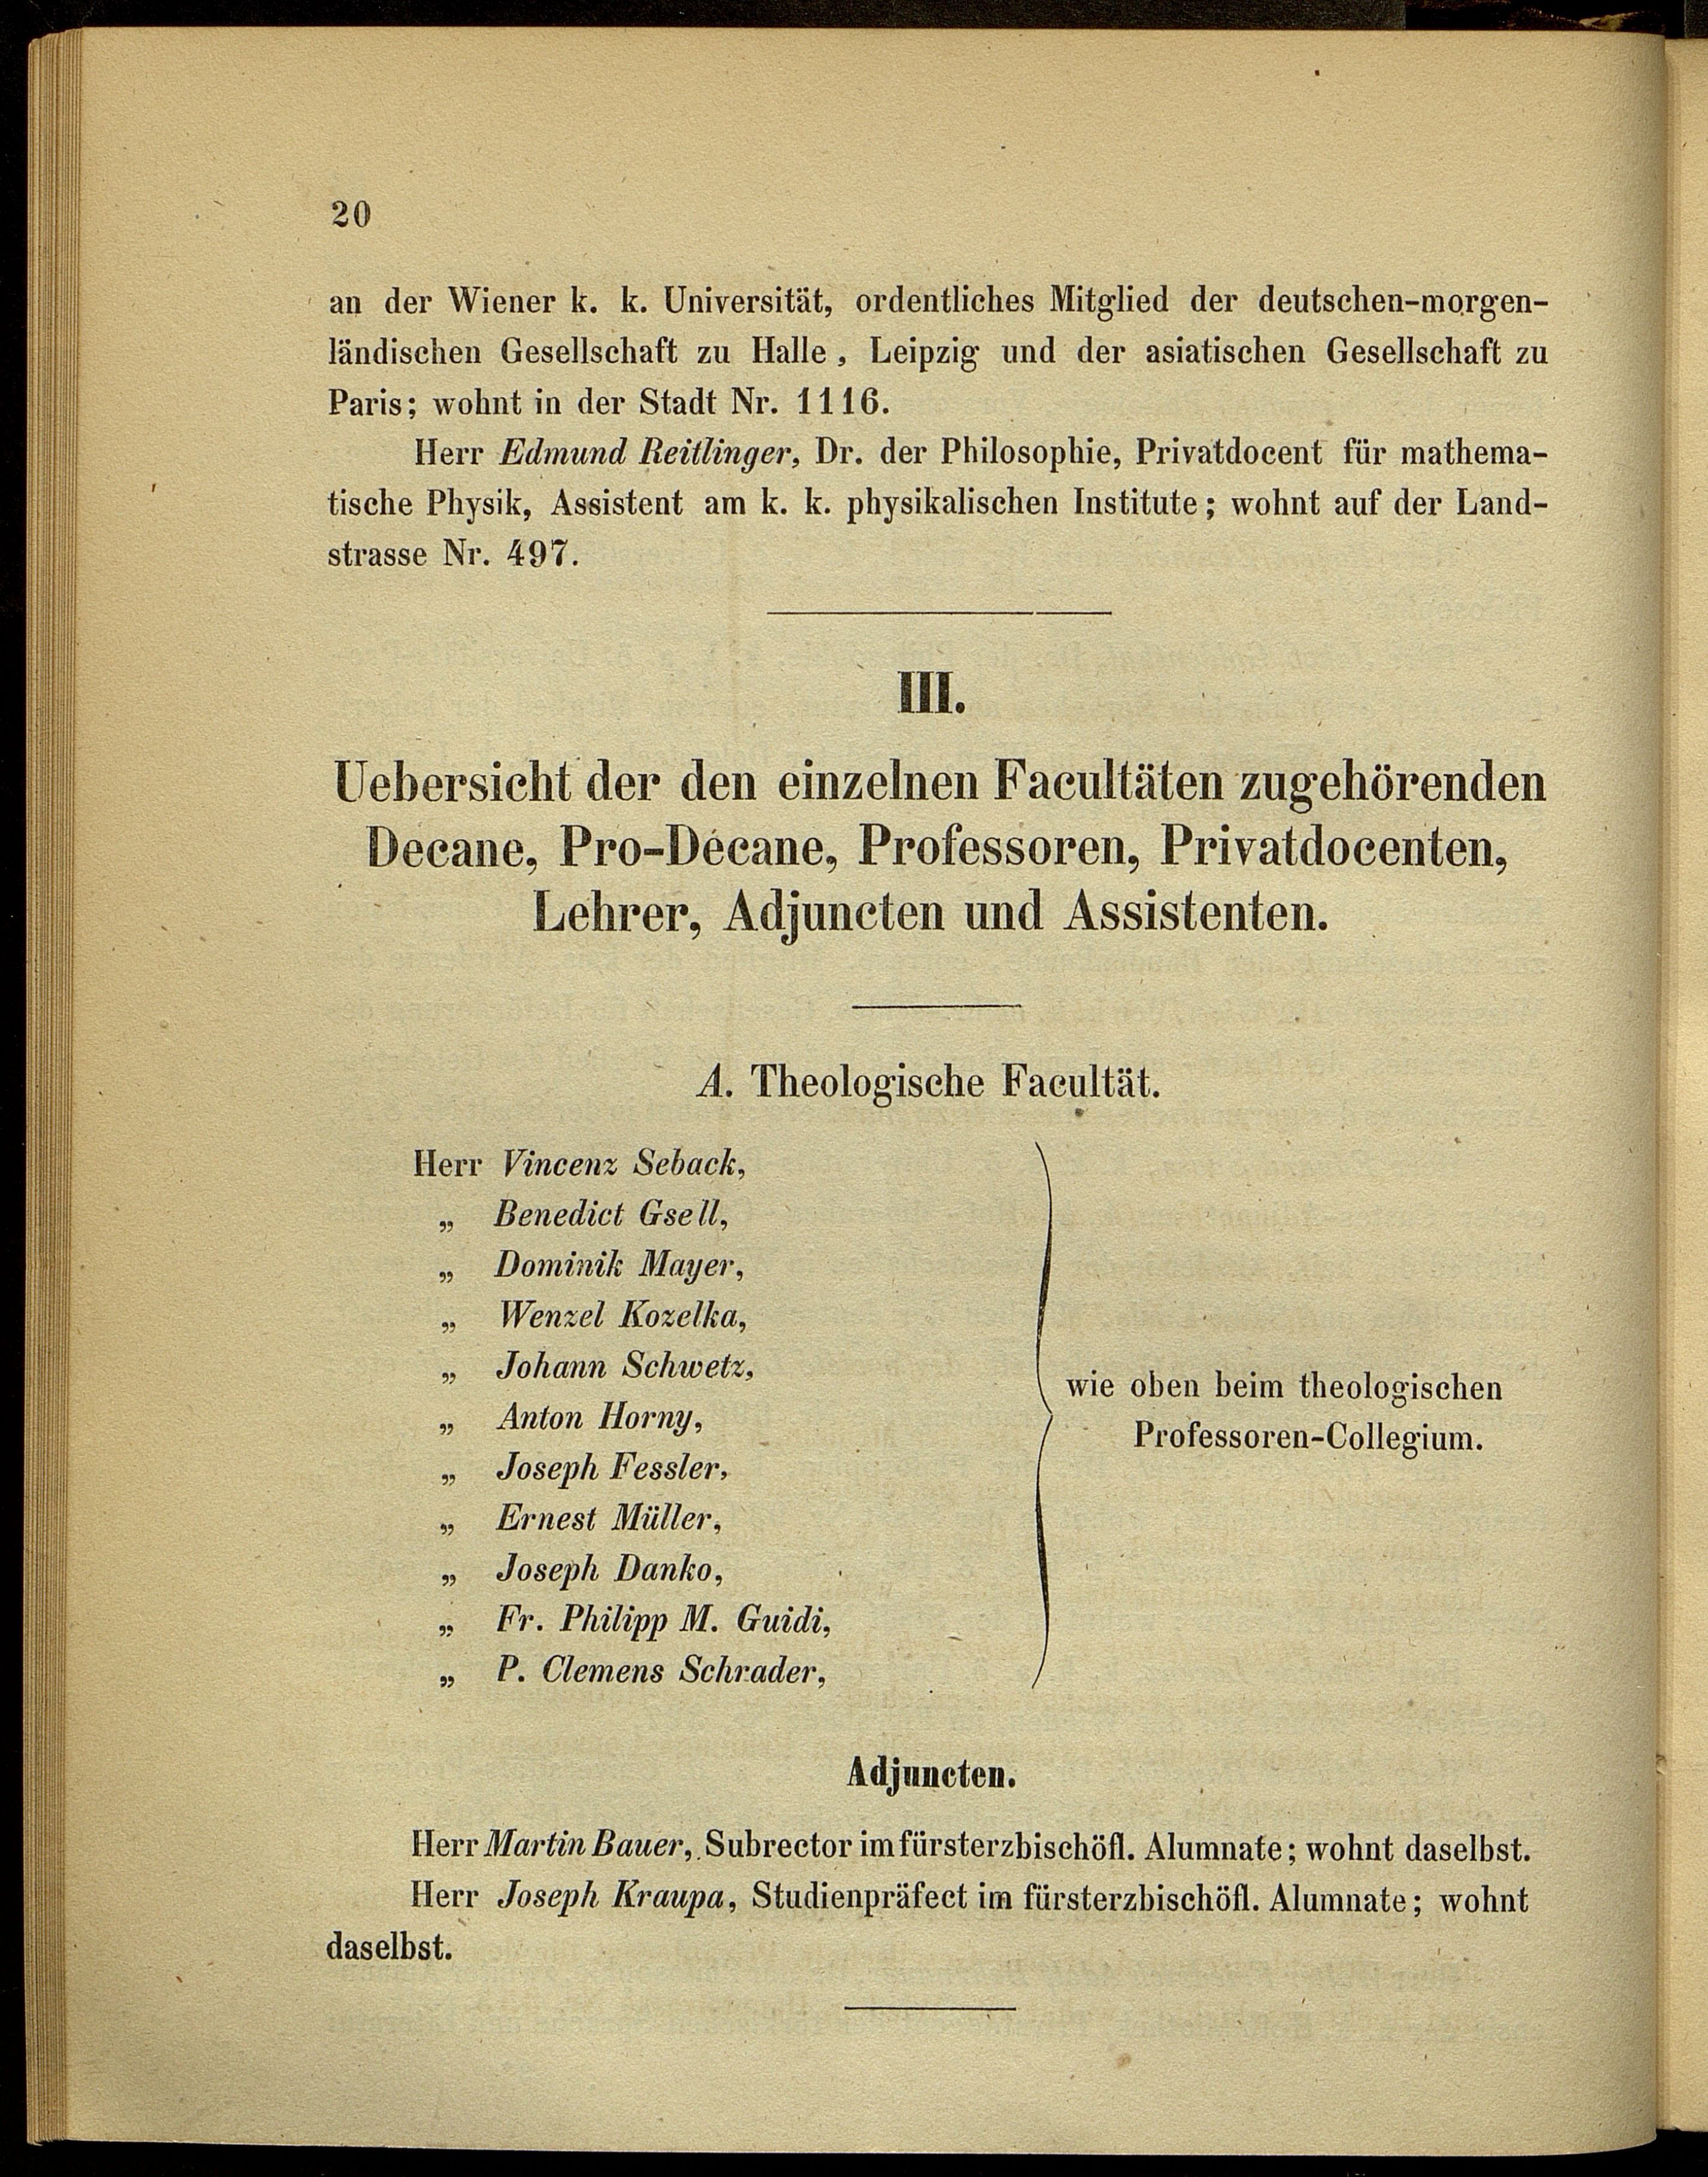 20
an der Wiener k. k. Universität, ordentliches Mitglied der deutschen-morgen-
ländischen Gesellschaft zu Halle, Leipzig und der asiatischen Gesellschaft zu
Paris; wohnt in der Stadt Nr. 1116.
Herr Edmund Reitlinger, Dr. der Philosophie, Privatdocent für mathema-
tische Physik, Assistent am k. k. physikalischen Institute; wohnt auf der Land-
strasse Nr. 497.
III.
Uebersicht der den einzelnen Facultäten zugehörenden
Decane, Pro-Decane, Professoren, Privatdocenten,
Lehrer, Adjuncten und Assistenten.
A. Theologische Facultät.
Herr Vincenz Seback,
„ Benedict Gsell,
„ Dominik Mayer,
„ Wenzel Kozelka,
„ Johann Schwetz,
„ Anton Horny,
„ Joseph Fessler,
„ Ernest Müller,
„ Joseph Danko,
„ Fr. Philipp M. Guidi,
„ P. Clemens Schrader,
wie oben beim theologischen
Professoren-Collegium.
Adjuncten.
Herr Martin Bauer, Subrector im fürsterzbischöfl. Alumnate; wohnt daselbst.
Herr Joseph Kraupa, Studienpräfect im fürsterzbischöfl. Alumnate; wohnt
daselbst.